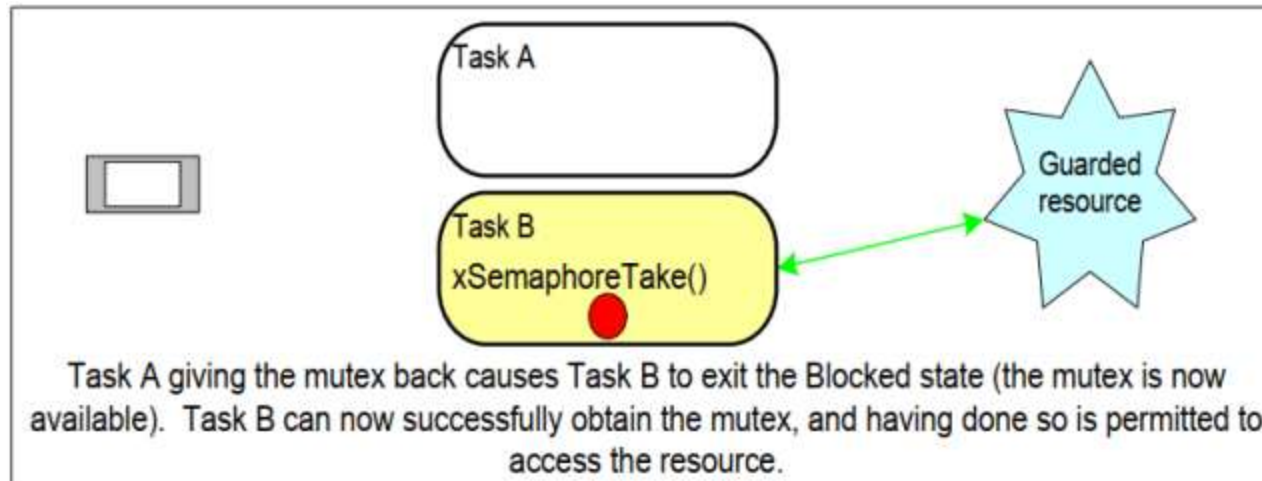 Task A
Task B
xSemaphoreTake()
Guarded
resource
Task A giving the mutex back causes Task B to exit the Blocked state (the mutex is now
available).  Task B can now successfully obtain the mutex, and having done so is permitted to
access the resource.